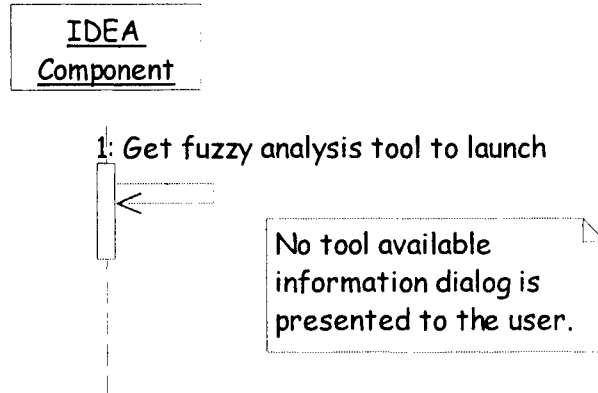 IDEA
Component
1: Get fuzzy analysis tool to launch
No tool available
information dialog is
presented to the user.